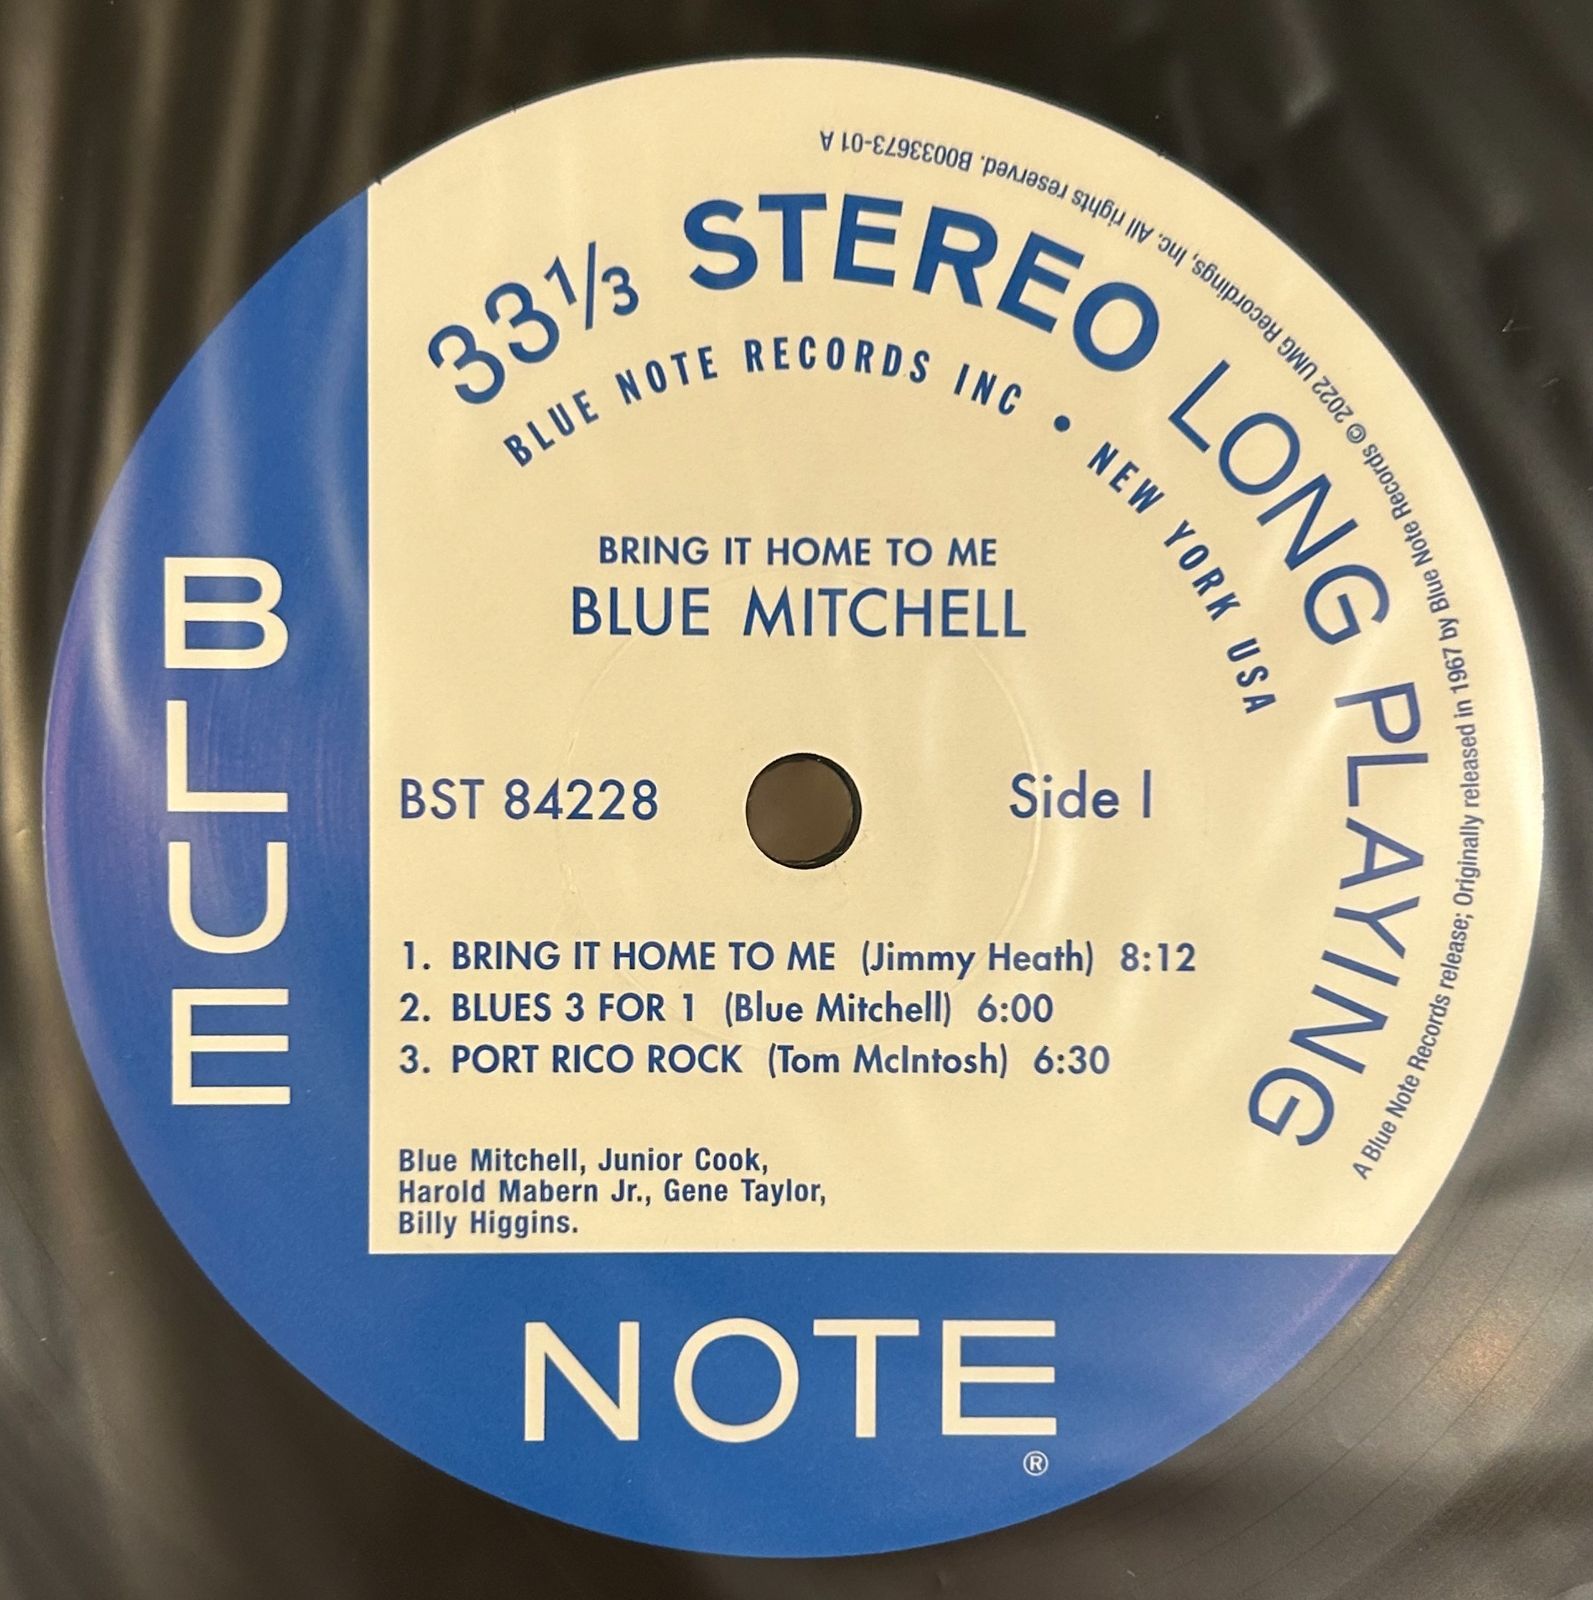 33 1/3 STEREO LONG PLAYING
BLUE NOTE RECORDS INC • NEW YORK USA
A Blue Note Records release; Originally released in 1967 by Blue Note Records © 2022 UMG Recordings, Inc. All rights reserved. B0033673-01 A
BRING IT HOME TO ME
BLUE MITCHELL
BST 84228 Side 1
1. BRING IT HOME TO ME (Jimmy Heath) 8:12
2. BLUES 3 FOR 1 (Blue Mitchell) 6:00
3. PORT RICO ROCK (Tom McIntosh) 6:30
Blue Mitchell, Junior Cook,
Harold Mabern Jr., Gene Taylor,
Billy Higgins.
BLUE
NOTE®